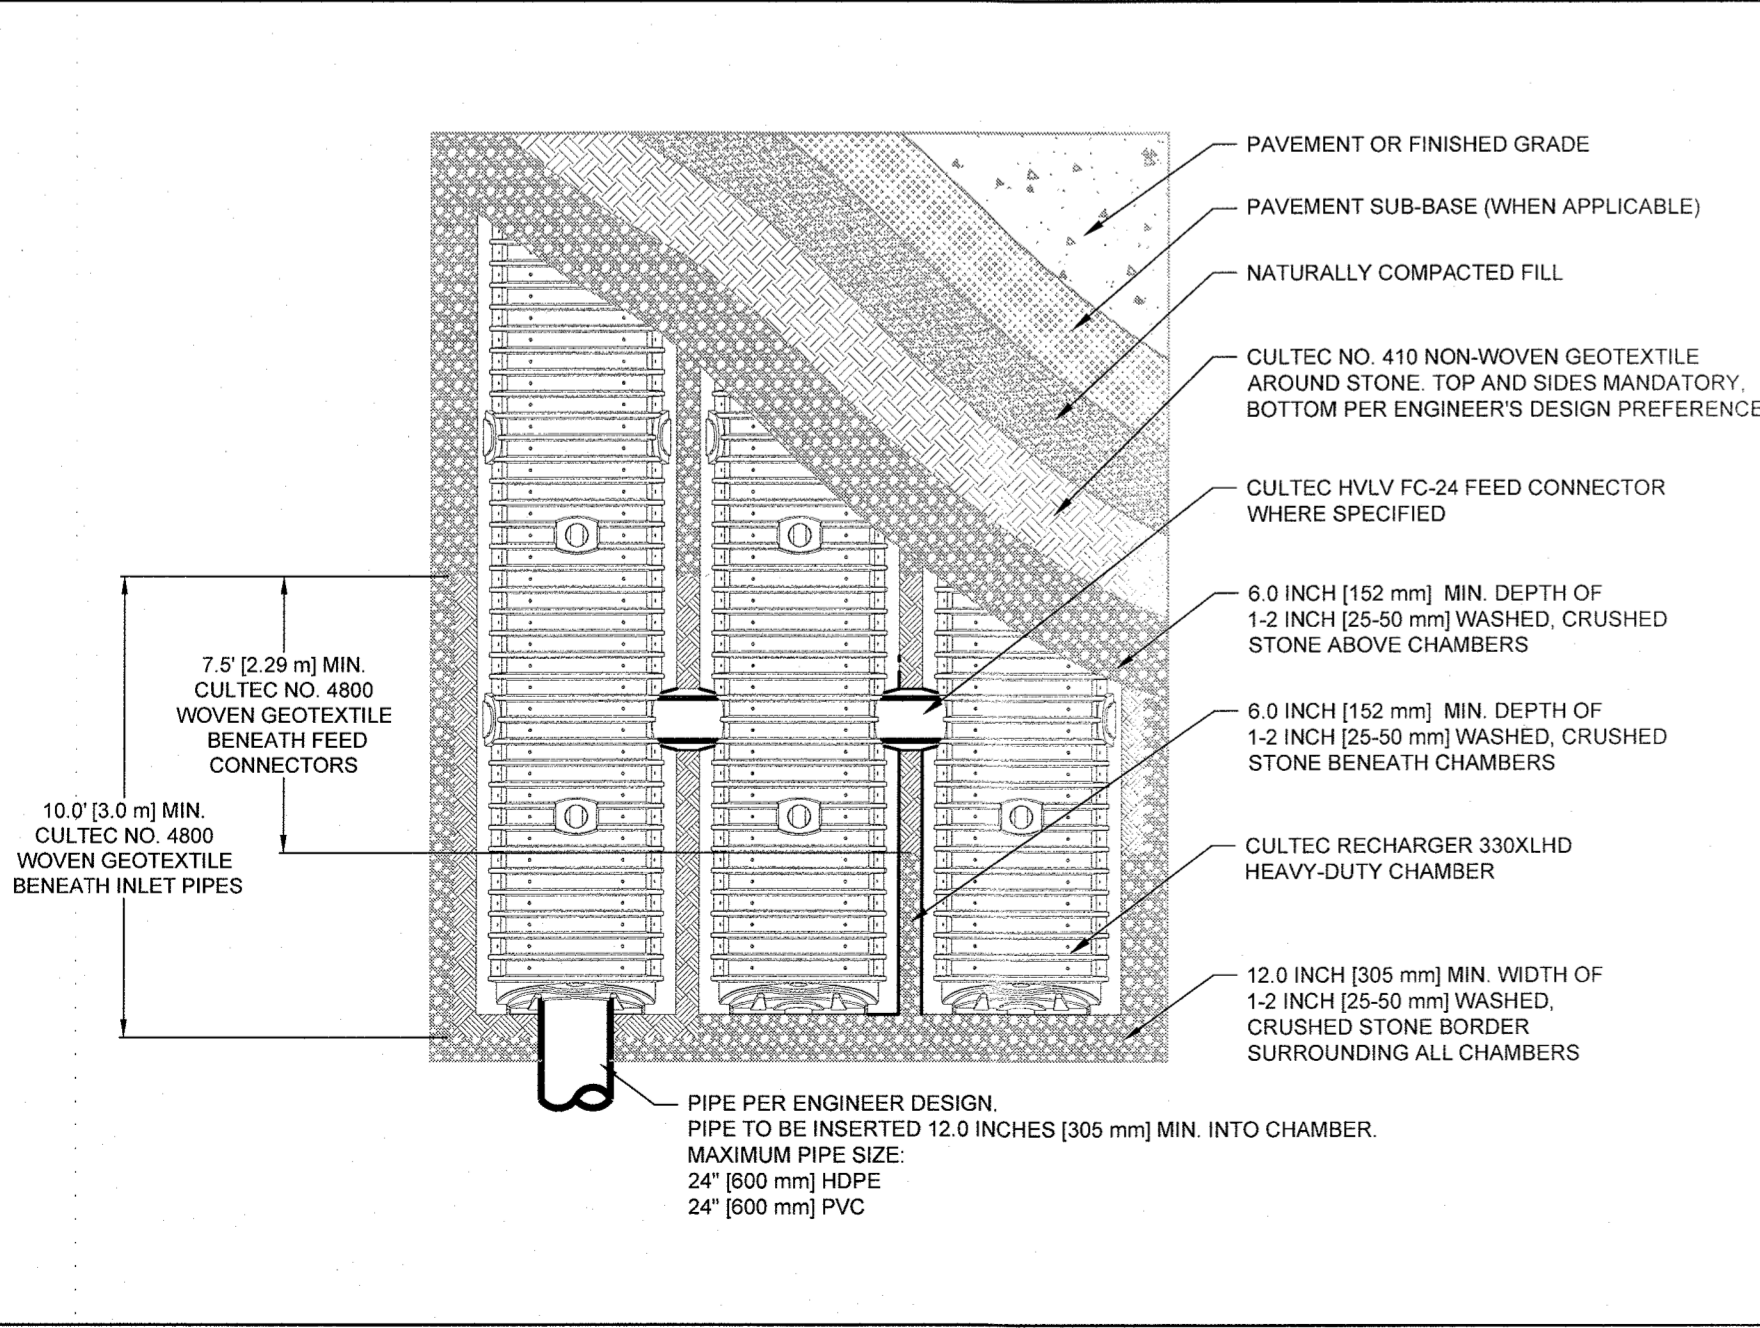 PAVEMENT OR FINISHED GRADE
PAVEMENT SUB-BASE (WHEN APPLICABLE)
NATURALLY COMPACTED FILL
CULTEC NO. 410 NON-WOVEN GEOTEXTILE
AROUND STONE. TOP AND SIDES MANDATORY,
BOTTOM PER ENGINEER'S DESIGN PREFERENCE
CULTEC HVLV FC-24 FEED CONNECTOR
WHERE SPECIFIED
6.0 INCH [152 mm] MIN. DEPTH OF
1-2 INCH [25-50 mm] WASHED, CRUSHED
STONE ABOVE CHAMBERS
6.0 INCH [152 mm] MIN. DEPTH OF
1-2 INCH [25-50 mm] WASHED, CRUSHED
STONE BENEATH CHAMBERS
CULTEC RECHARGER 330XLHD
HEAVY-DUTY CHAMBER
12.0 INCH [305 mm] MIN. WIDTH OF
1-2 INCH [25-50 mm] WASHED,
CRUSHED STONE BORDER
SURROUNDING ALL CHAMBERS
7.5' [2.29 m] MIN.
CULTEC NO. 4800
WOVEN GEOTEXTILE
BENEATH FEED
CONNECTORS
10.0' [3.0 m] MIN.
CULTEC NO. 4800
WOVEN GEOTEXTILE
BENEATH INLET PIPES
PIPE PER ENGINEER DESIGN.
PIPE TO BE INSERTED 12.0 INCHES [305 mm] MIN. INTO CHAMBER.
MAXIMUM PIPE SIZE:
24" [600 mm] HDPE
24" [600 mm] PVC